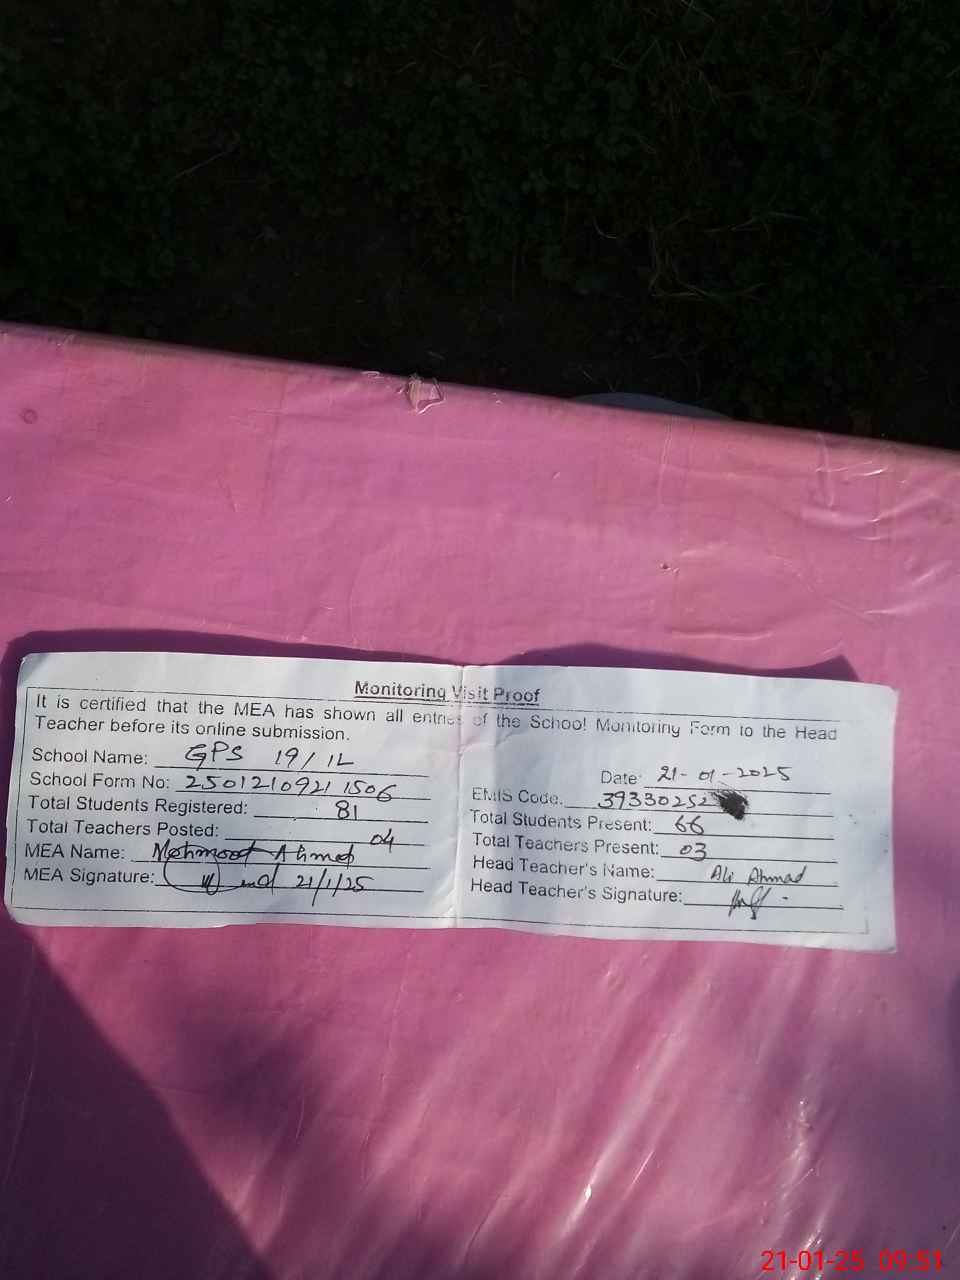 Monitoring Visit Proof
It is certified that the MEA has shown all entries of the School Monitoring Form to the Head
Teacher before its online submission.
School Name: GPS 19/1L
Date: 21-01-2025
School Form No: 25012109211506
EMIS Code: 39330252
Total Students Registered: 81
Total Students Present: 66
Total Teachers Posted: 04
Total Teachers Present: 03
MEA Name: Mehmood Ahmed
Head Teacher's Name: Ali Ahmad
MEA Signature: 21/1/25
Head Teacher's Signature:
21-01-25 09:51